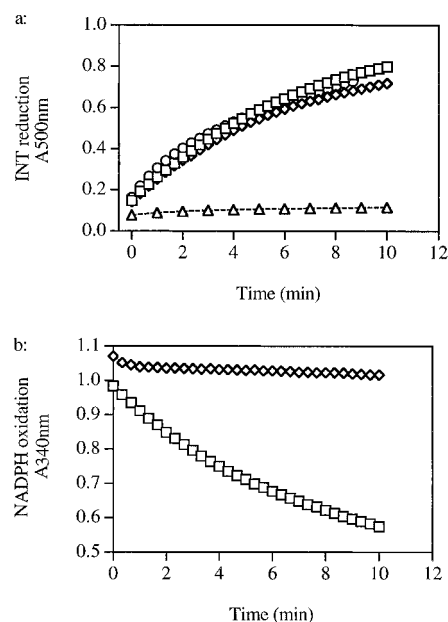 a:
INT reduction
A500nm
1.0
0.8
0.6
0.4
0.2
0.0
0 2 4 6 8 10 12
Time (min)
b:
NADPH oxidation
A340nm
1.1
1.0
0.9
0.8
0.7
0.6
0.5
0 2 4 6 8 10 12
Time (min)